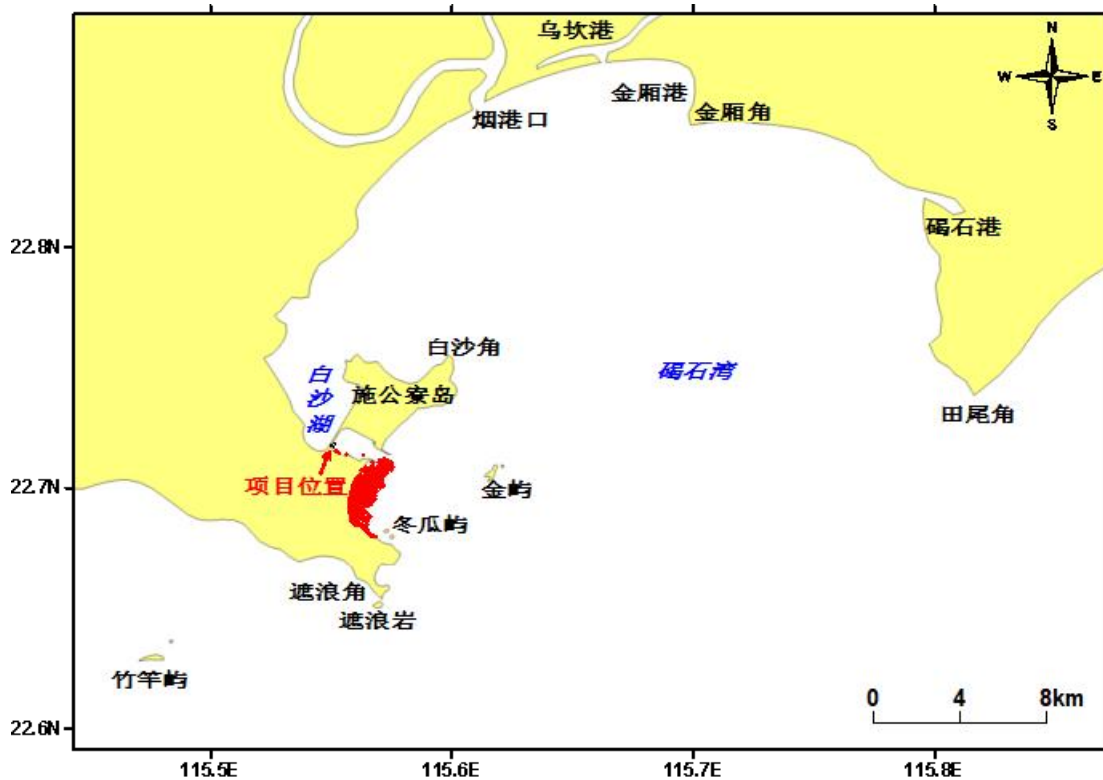 乌坎港
N
W
E
S
金厢港
金厢角
烟港口
碣石港
22.8N
白沙角
白沙湖
施公寮岛
碣石湾
田尾角
项目位置
金屿
22.7N
冬瓜屿
遮浪角
遮浪岩
竹竿屿
0 4 8km
22.6N
115.5E 115.6E 115.7E 115.8E